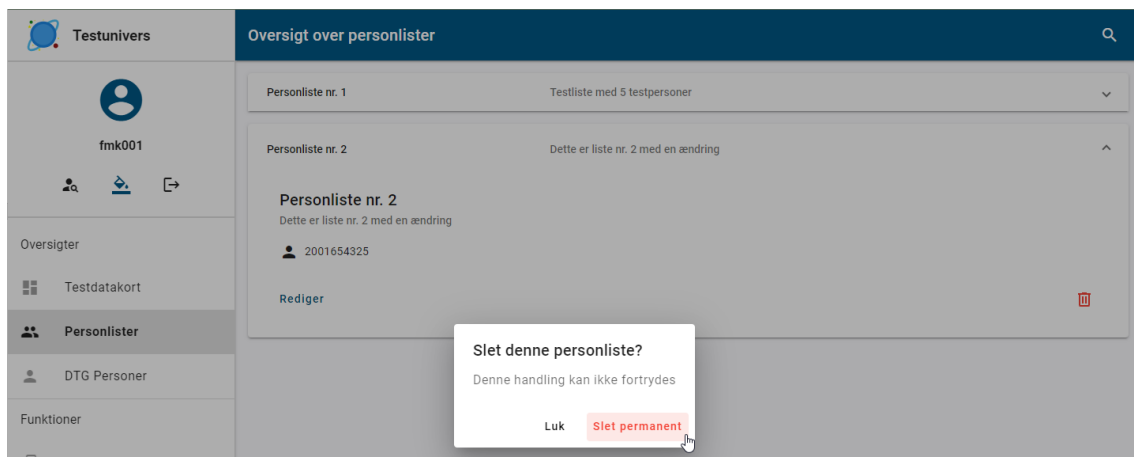 Testunivers
Oversigt over personlister
fmk001
Oversigter
Testdatakort
Personlister
DTG Personer
Funktioner
Personliste nr. 1 Testliste med 5 testpersoner
Personliste nr. 2 Dette er liste nr. 2 med en ændring
Personliste nr. 2
Dette er liste nr. 2 med en ændring
2001654325
Rediger
Slet denne personliste?
Denne handling kan ikke fortrydes
Luk Slet permanent